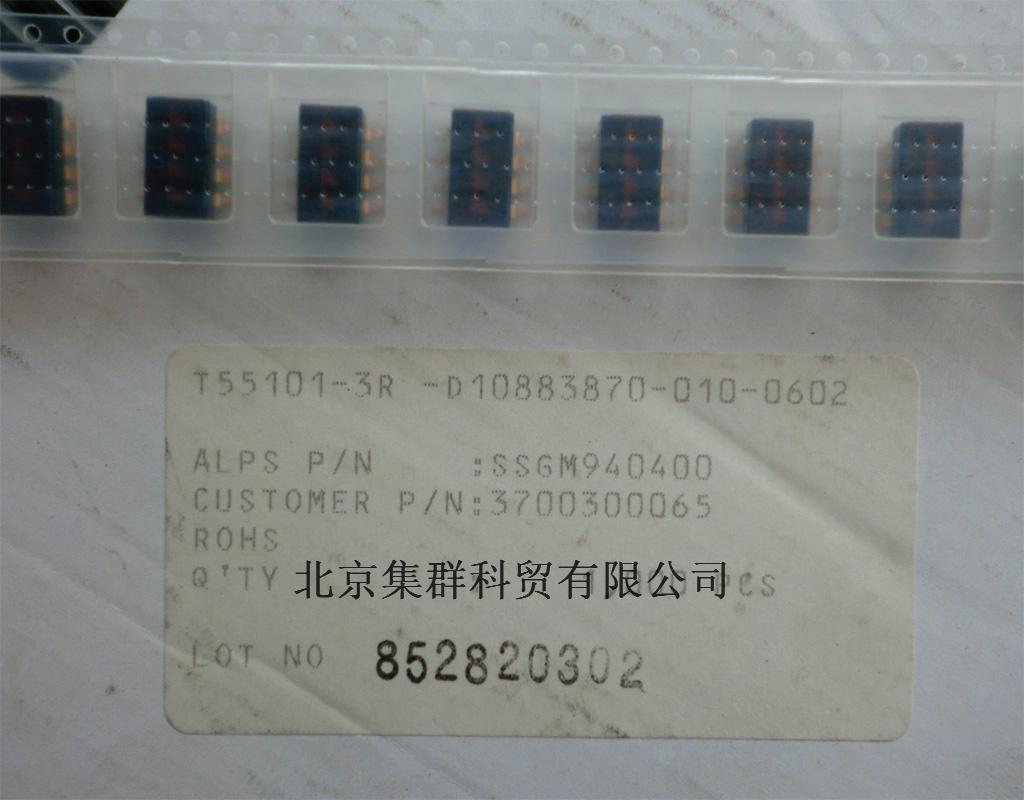 T55101-3R -D10883870-010-0602
ALPS P/N :SSGM940400
CUSTOMER P/N:3700300065
ROHS
Q'TY PCS
北京集群科贸有限公司
LOT NO 852820302